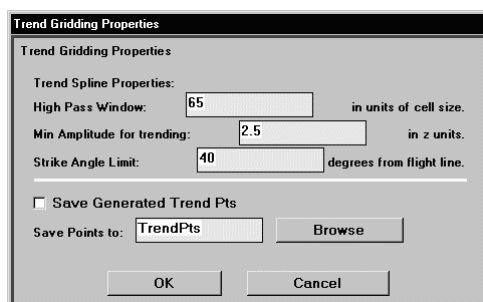 Trend Gridding Properties
Trend Gridding Properties
Trend Spline Properties:
High Pass Window: 65 in units of cell size.
Min Amplitude for trending: 2.5 in z units.
Strike Angle Limit: 40 degrees from flight line.
Save Generated Trend Pts
Save Points to: TrendPts Browse
OK Cancel